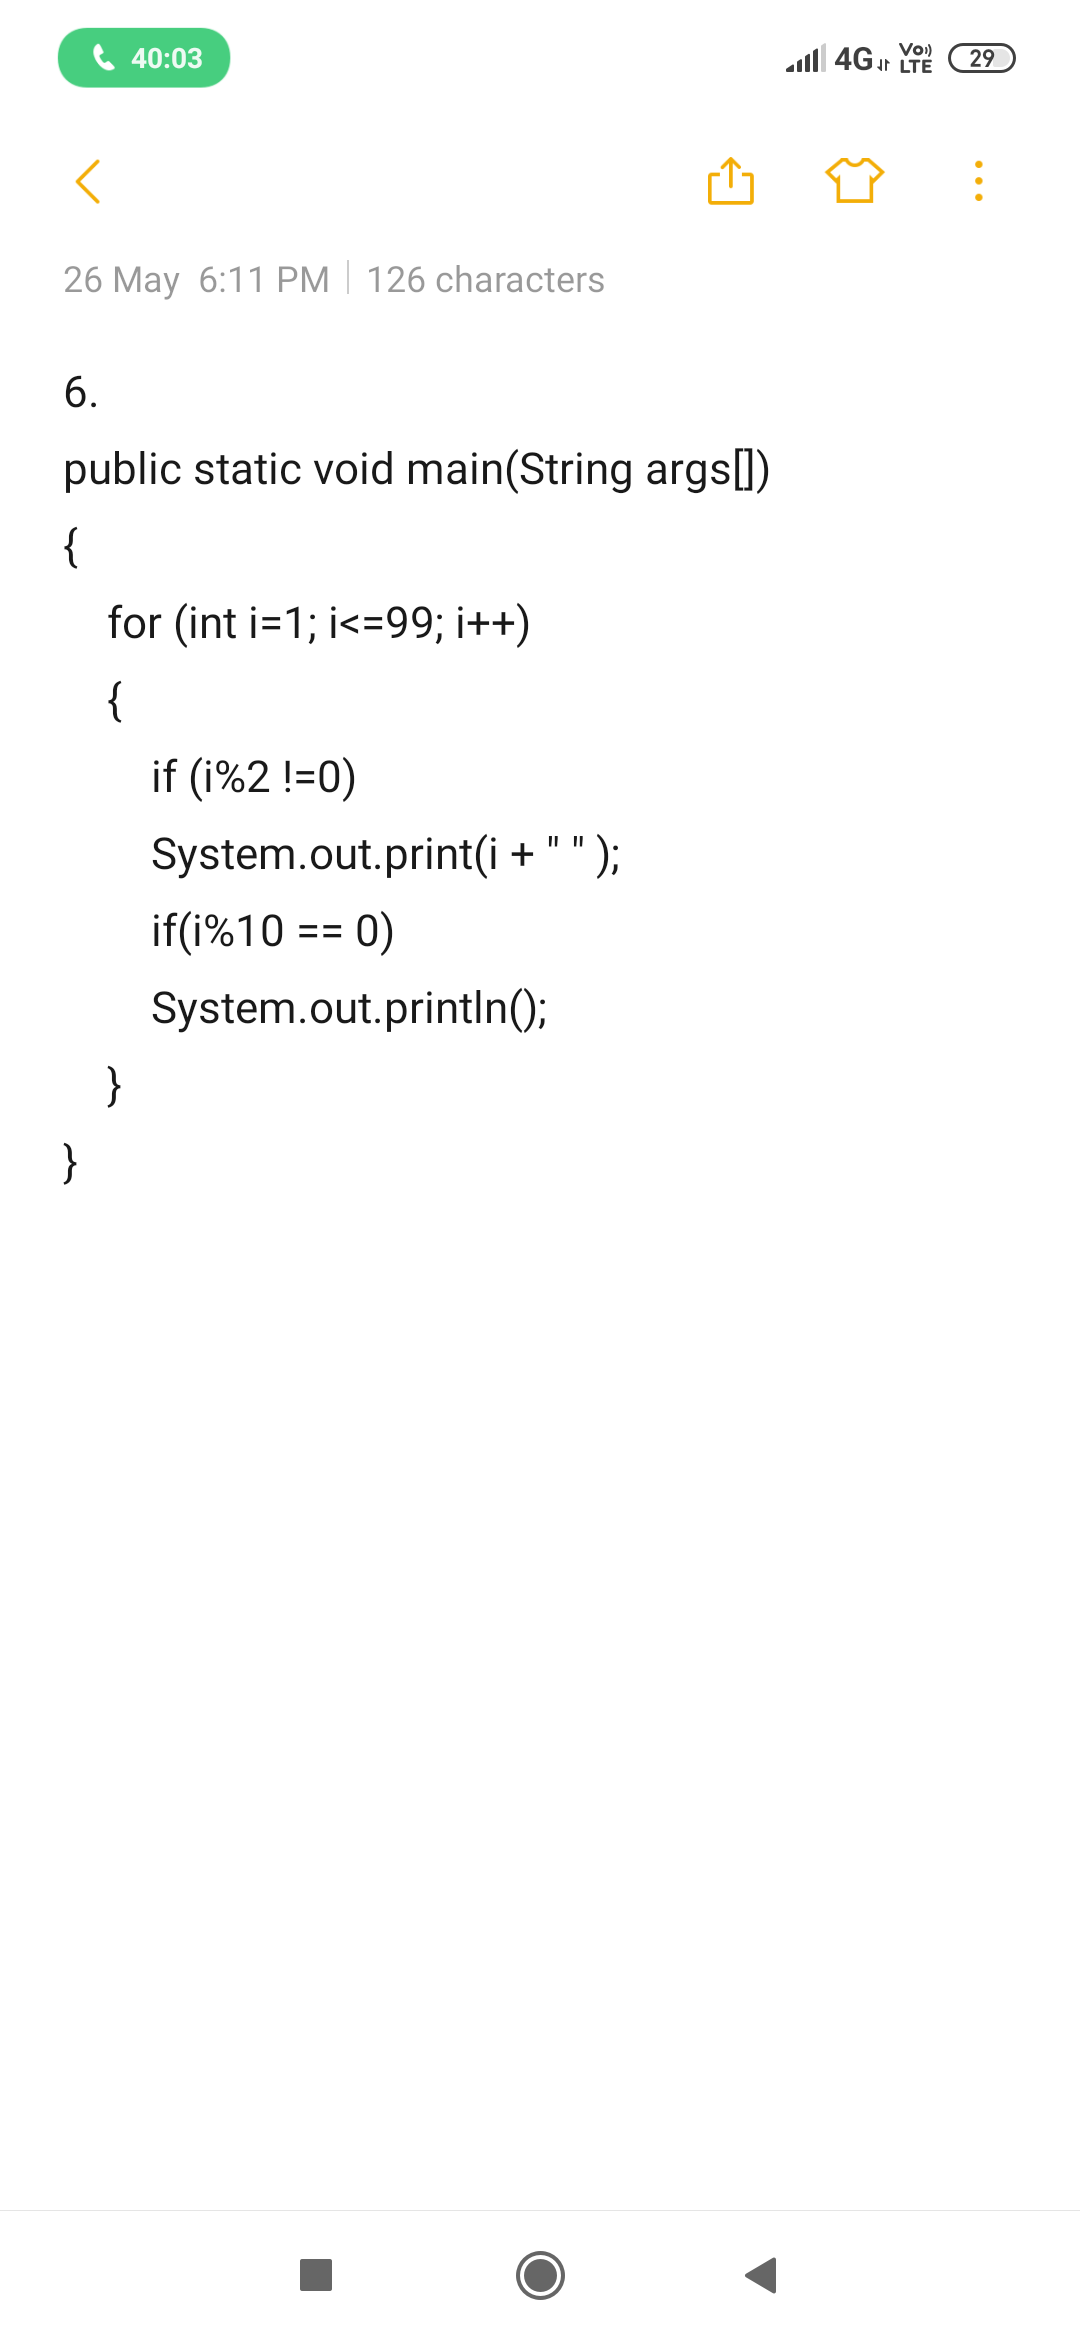 40:03 4G Vo) LTE 29
26 May 6:11 PM | 126 characters
6.
public static void main(String args[])
{
for (int i=1; i<=99; i++)
{
if (i%2 !=0)
System.out.print(i + " " );
if(i%10 == 0)
System.out.println();
}
}